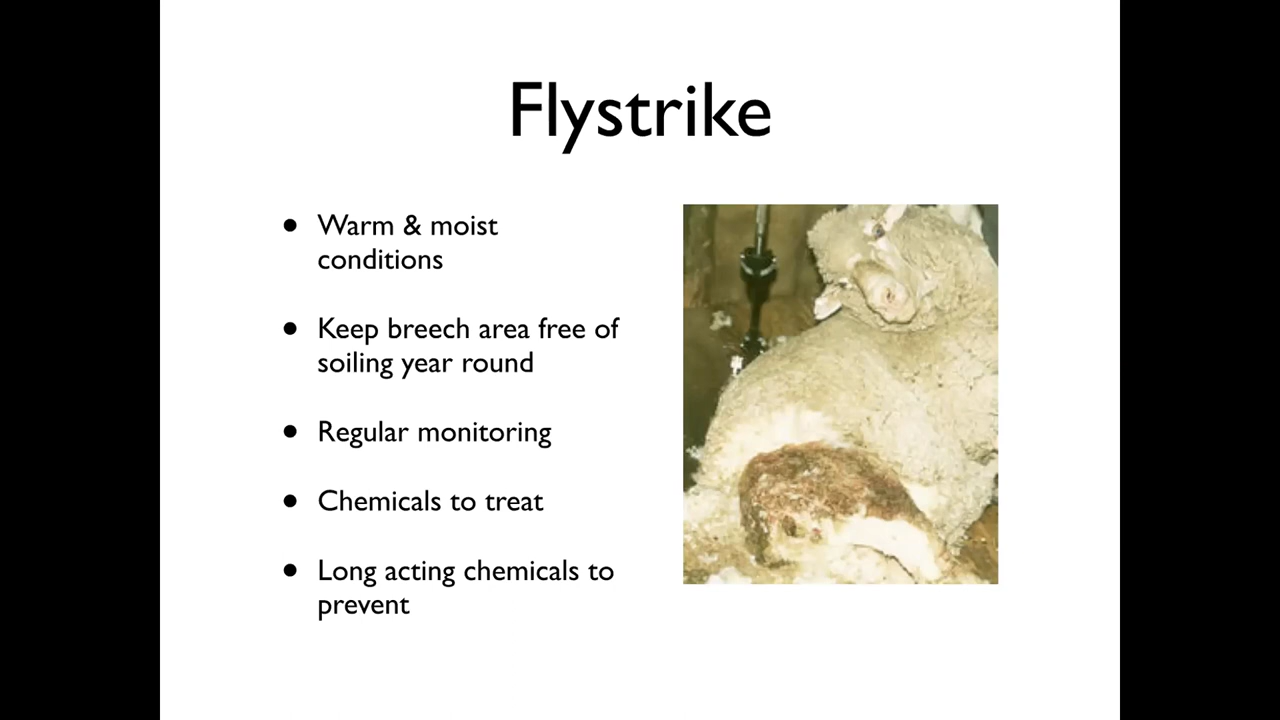 Flystrike
• Warm & moist
conditions
• Keep breech area free of
soiling year round
• Regular monitoring
• Chemicals to treat
• Long acting chemicals to
prevent